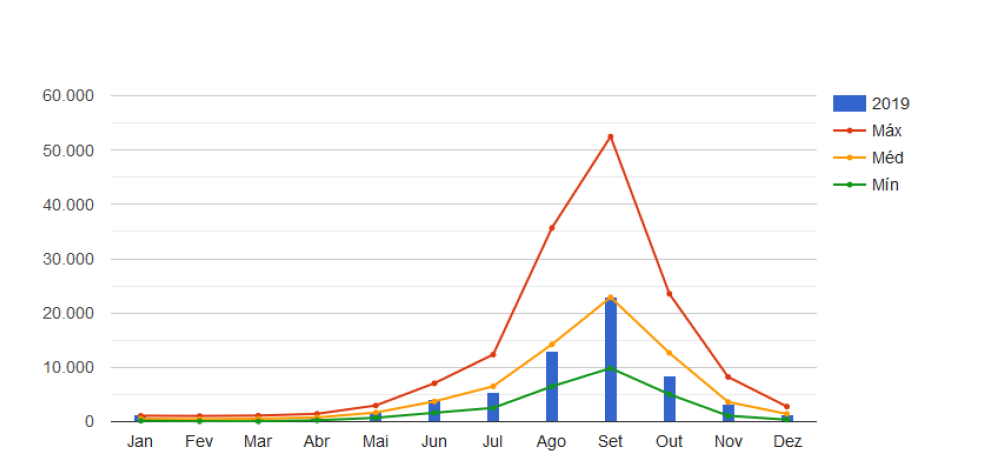 60.000
50.000
40.000
30.000
20.000
10.000
0
Jan Fev Mar Abr Mai Jun Jul Ago Set Out Nov Dez
2019
Máx
Méd
Mín